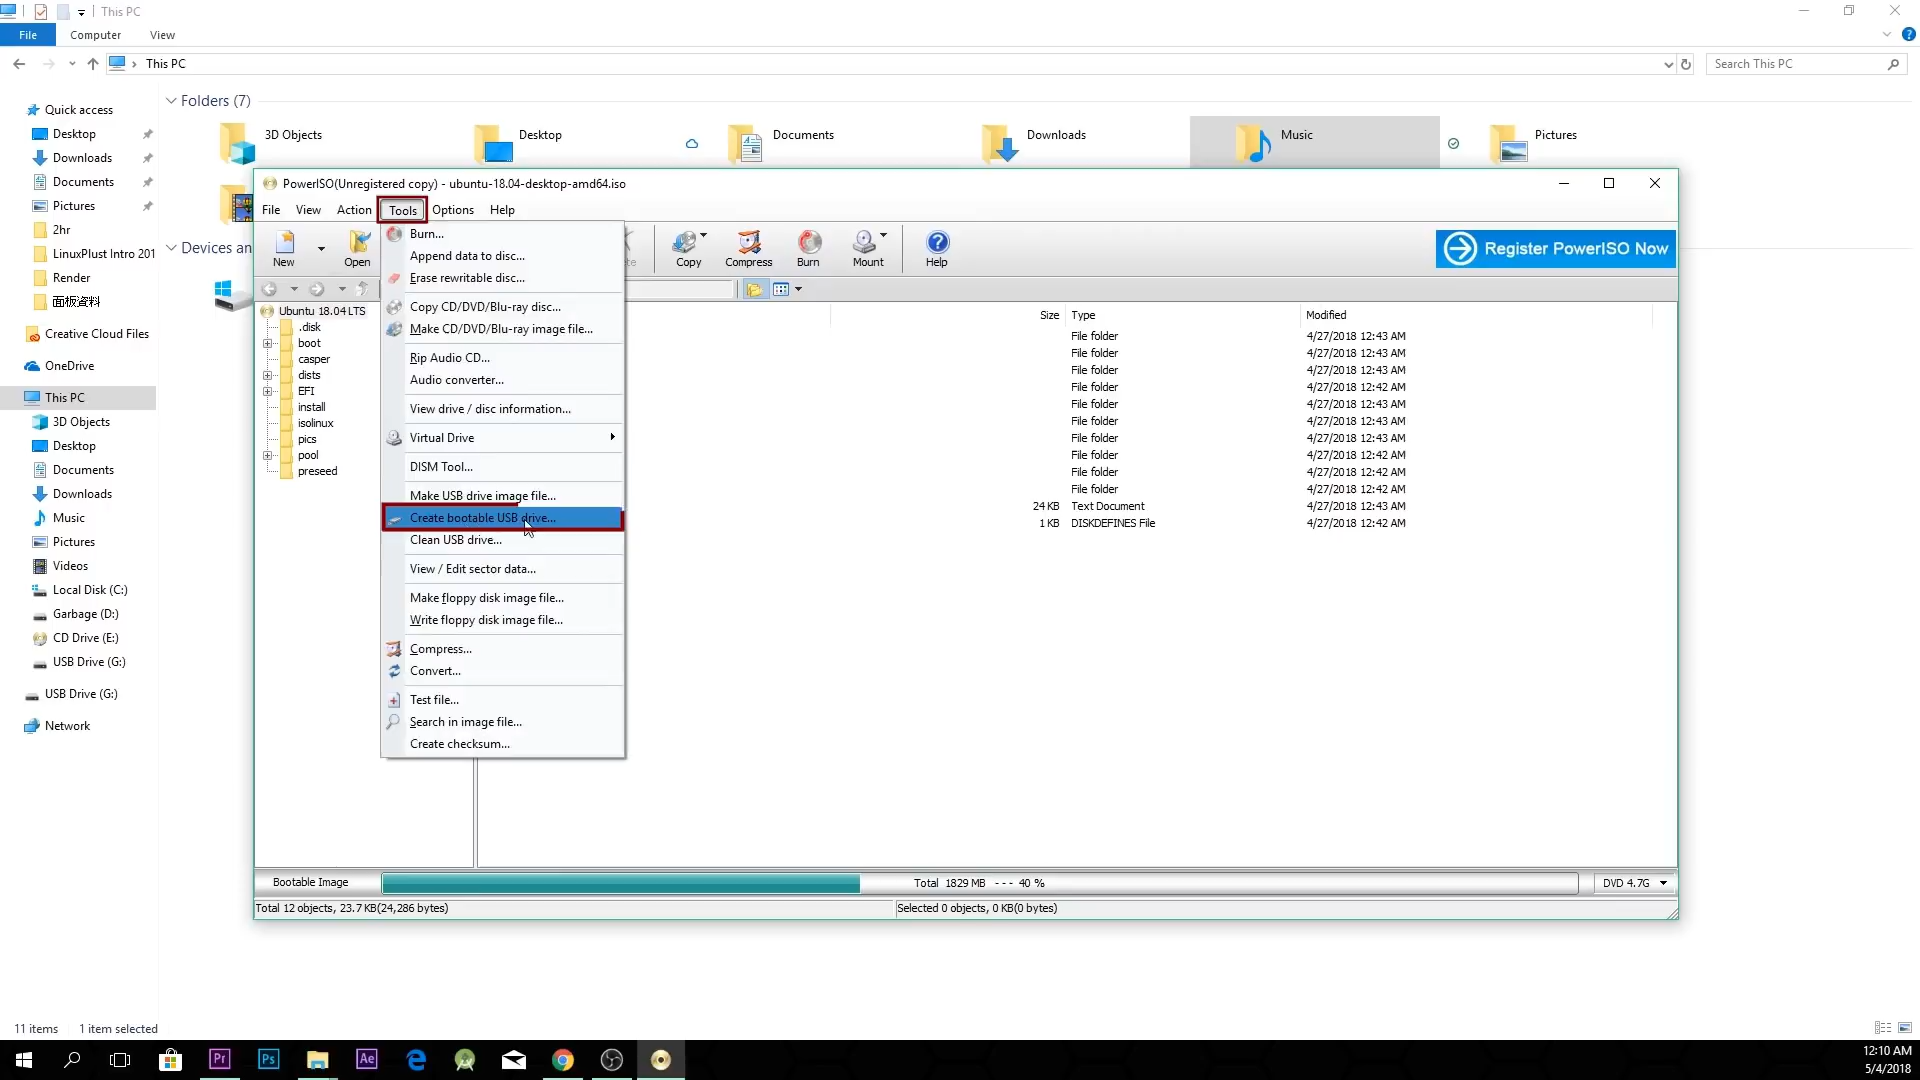 This PC
File Computer View
This PC
Search This PC
Quick access
Desktop
Downloads
Documents
Pictures
2hr
LinuxPlust Intro 201
Render
面板資料
Creative Cloud Files
OneDrive
This PC
3D Objects
Desktop
Documents
Downloads
Music
Pictures
Videos
Local Disk (C:)
Garbage (D:)
CD Drive (E:)
USB Drive (G:)
USB Drive (G:)
Network
Folders (7)
3D Objects Desktop Documents Downloads Music Pictures
Devices an
PowerISO(Unregistered copy) - ubuntu-18.04-desktop-amd64.iso
File View Action Tools Options Help
New Open Copy Compress Burn Mount Help
Register PowerISO Now
Ubuntu 18.04 LTS
.disk
boot
casper
dists
EFI
install
isolinux
pics
pool
preseed
Burn...
Append data to disc...
Erase rewritable disc...
Copy CD/DVD/Blu-ray disc...
Make CD/DVD/Blu-ray image file...
Rip Audio CD...
Audio converter...
View drive / disc information...
Virtual Drive
DISM Tool...
Make USB drive image file...
Create bootable USB drive...
Clean USB drive...
View / Edit sector data...
Make floppy disk image file...
Write floppy disk image file...
Compress...
Convert...
Test file...
Search in image file...
Create checksum...
Size Type Modified
File folder 4/27/2018 12:43 AM
File folder 4/27/2018 12:43 AM
File folder 4/27/2018 12:43 AM
File folder 4/27/2018 12:42 AM
File folder 4/27/2018 12:43 AM
File folder 4/27/2018 12:43 AM
File folder 4/27/2018 12:43 AM
File folder 4/27/2018 12:42 AM
File folder 4/27/2018 12:42 AM
File folder 4/27/2018 12:42 AM
24 KB Text Document 4/27/2018 12:43 AM
1 KB DISKDEFINES File 4/27/2018 12:42 AM
Bootable Image Total 1829 MB --- 40 % DVD 4.7G
Total 12 objects, 23.7 KB(24,286 bytes) Selected 0 objects, 0 KB(0 bytes)
11 items 1 item selected
Pr Ps Ae
12:10 AM
5/4/2018